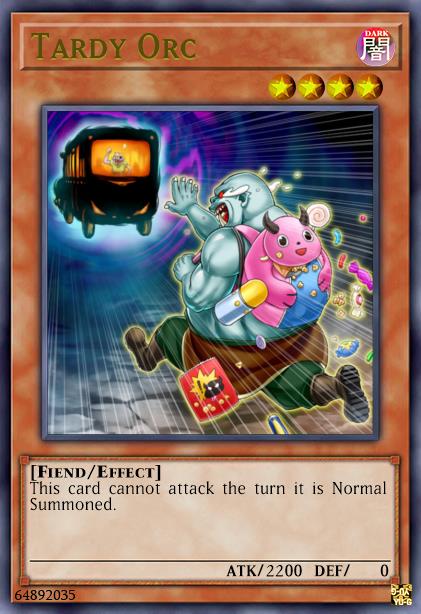 Tardy Orc
DARK
闇
[Fiend/Effect]
This card cannot attack the turn it is Normal
Summoned.
ATK/2200 DEF/ 0
64892035